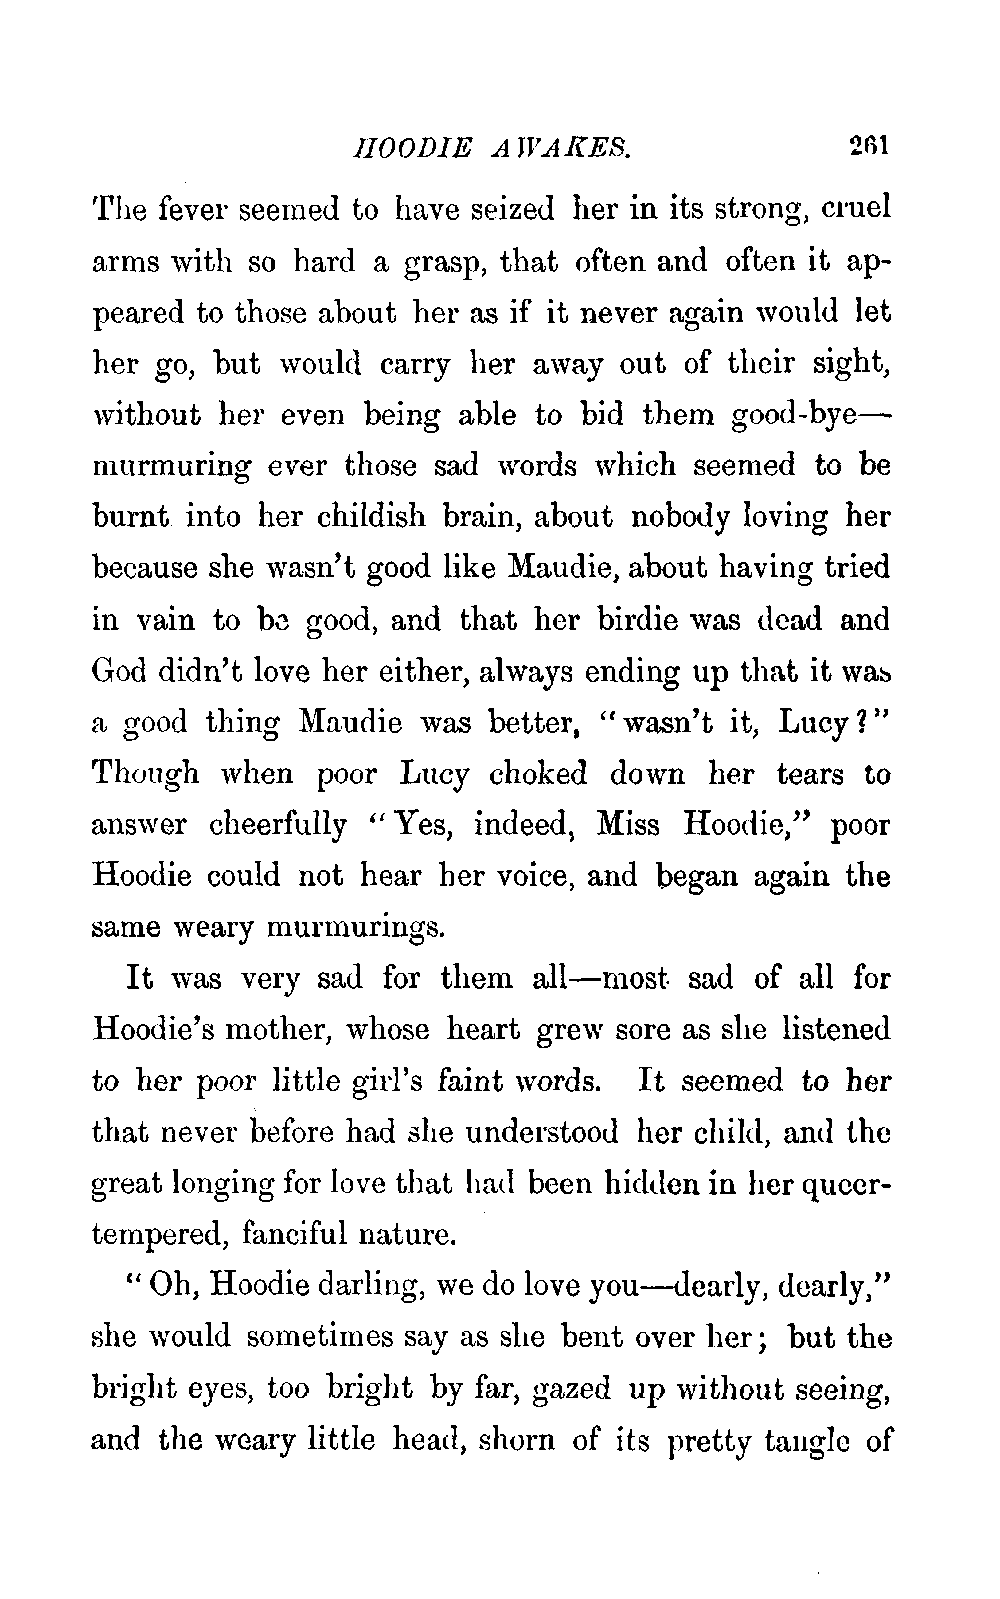 HOODIE AWAKES. 261
The fever seemed to have seized her in its strong, cruel
arms with so hard a grasp, that often and often it ap-
peared to those about her as if it never again would let
her go, but would carry her away out of their sight,
without her even being able to bid them good-bye—
murmuring ever those sad words which seemed to be
burnt into her childish brain, about nobody loving her
because she wasn't good like Maudie, about having tried
in vain to be good, and that her birdie was dead and
God didn't love her either, always ending up that it was
a good thing Maudie was better, "wasn't it, Lucy?"
Though when poor Lucy choked down her tears to
answer cheerfully "Yes, indeed, Miss Hoodie," poor
Hoodie could not hear her voice, and began again the
same weary murmurings.
It was very sad for them all—most sad of all for
Hoodie's mother, whose heart grew sore as she listened
to her poor little girl's faint words. It seemed to her
that never before had she understood her child, and the
great longing for love that had been hidden in her queer-
tempered, fanciful nature.
"Oh, Hoodie darling, we do love you—dearly, dearly,"
she would sometimes say as she bent over her; but the
bright eyes, too bright by far, gazed up without seeing,
and the weary little head, shorn of its pretty tangle of